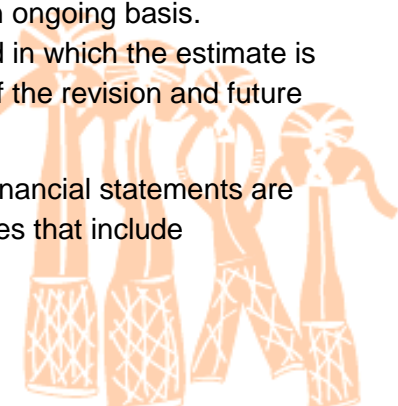 ongoing basis.
in which the estimate is
the revision and future
nancial statements are
es that include